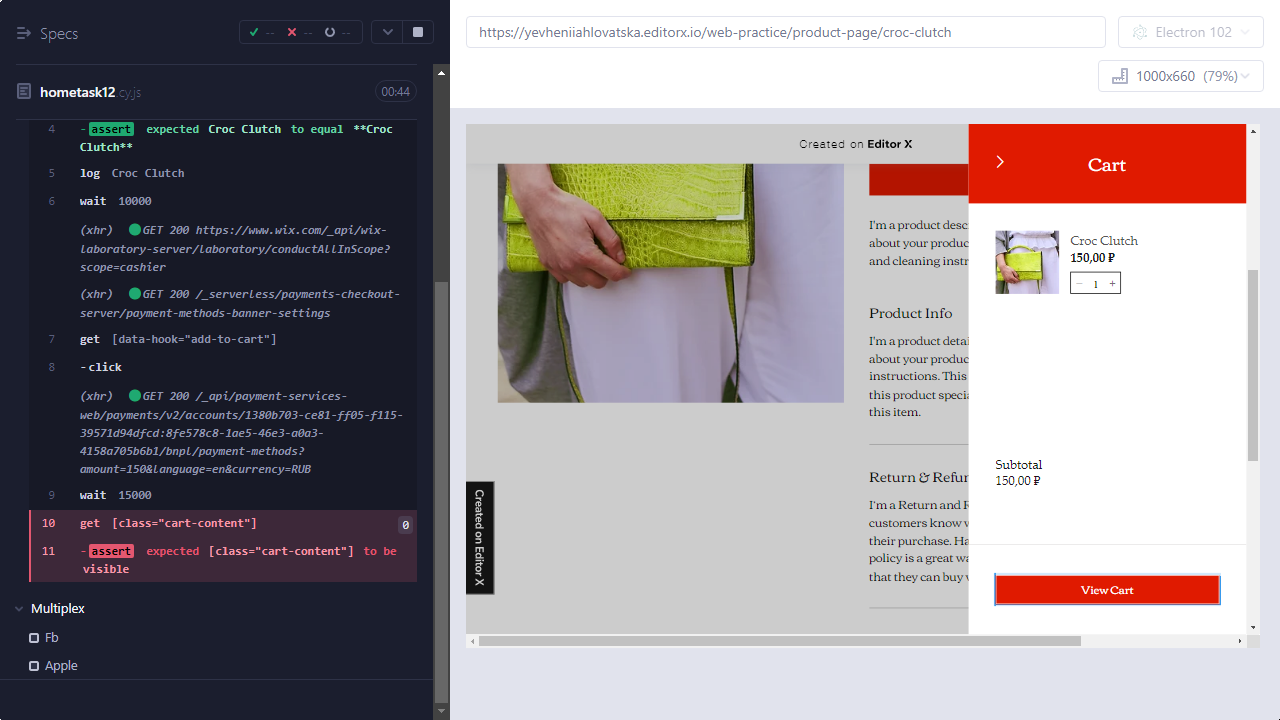 Specs
-- -- --
hometask12.cy.js
00:44
4 -assert expected Croc Clutch to equal **Croc
Clutch**
5 log Croc Clutch
6 wait 10000
(xhr) GET 200 https://www.wix.com/_api/wix-
laboratory-server/laboratory/conductAllInScope?
scope=cashier
(xhr) GET 200 /_serverless/payments-checkout-
server/payment-methods-banner-settings
7 get [data-hook="add-to-cart"]
8 -click
(xhr) GET 200 /_api/payment-services-
web/payments/v2/accounts/1380b703-ce81-ff05-f115-
39571d94dfcd:8fe578c8-1ae5-46e3-a0a3-
4158a705b6b1/bnpl/payment-methods?
amount=150&language=en&currency=RUB
9 wait 15000
10 get [class="cart-content"] 0
11 -assert expected [class="cart-content"] to be
visible
Multiplex
Fb
Apple
https://yevheniiahlovatska.editorx.io/web-practice/product-page/croc-clutch
Electron 102
1000x660 (79%)
Created on Editor X
I'm a product desc
about your produc
and cleaning instr
Product Info
I'm a product detai
about your produc
instructions. This
this product specia
this item.
Return & Refun
I'm a Return and R
customers know w
their purchase. Ha
policy is a great wa
that they can buy w
Created on Editor X
Cart
Croc Clutch
150,00 ₽
− 1 +
Subtotal
150,00 ₽
View Cart